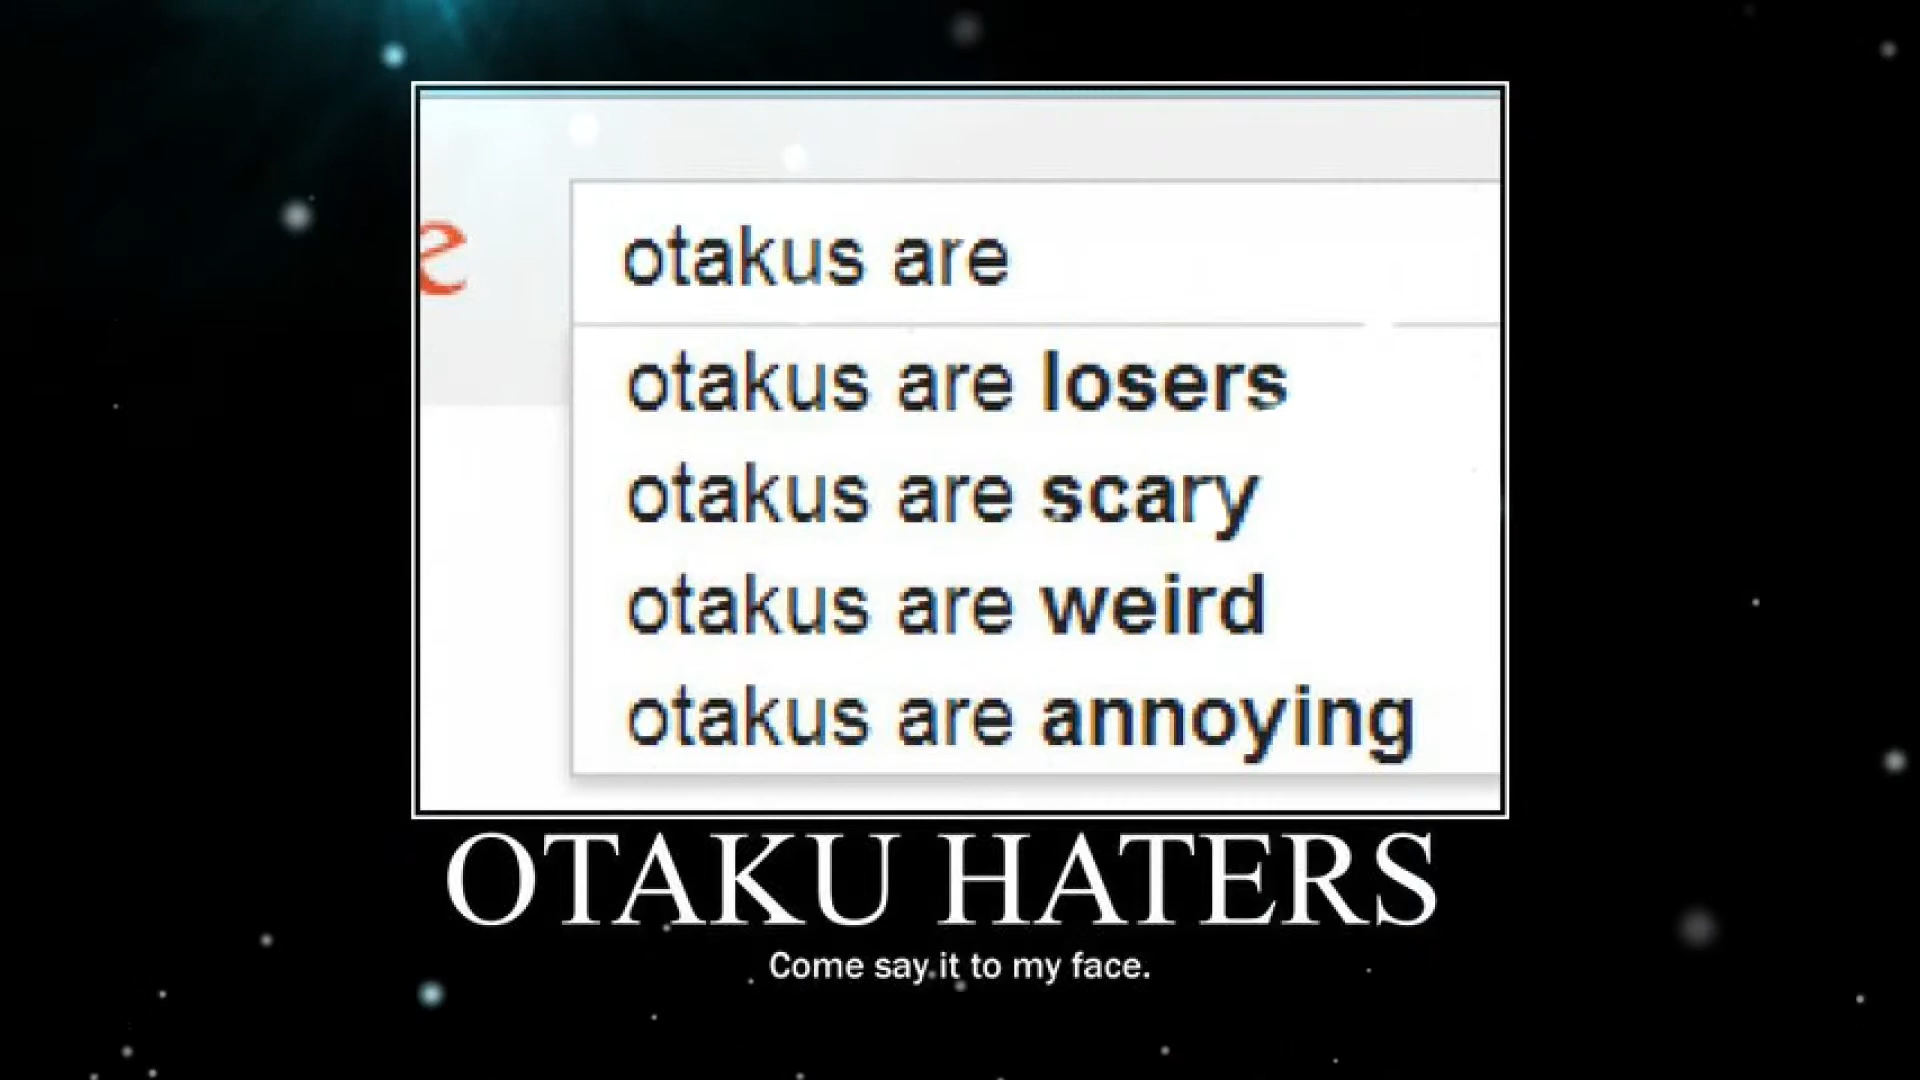 e
otakus are
otakus are losers
otakus are scary
otakus are weird
otakus are annoying
OTAKU HATERS
Come say it to my face.